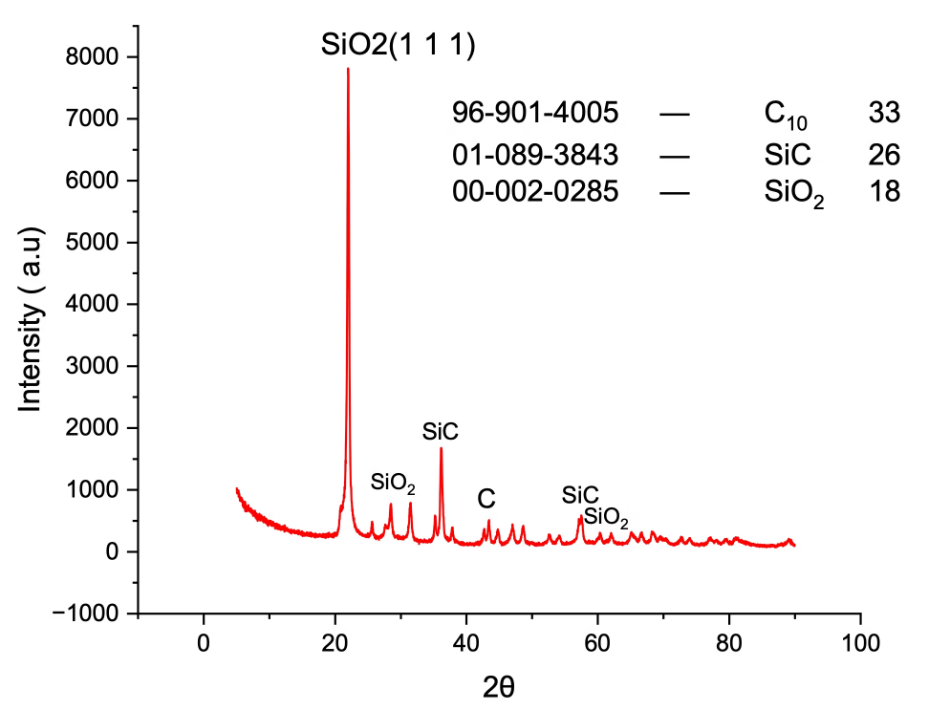 SiO2(1 1 1)
96-901-4005 — C₁₀ 33
01-089-3843 — SiC 26
00-002-0285 — SiO₂ 18
SiC
SiO₂
C
SiC
SiO₂
8000
7000
6000
5000
4000
3000
2000
1000
0
−1000
Intensity ( a.u)
0 20 40 60 80 100
2θ